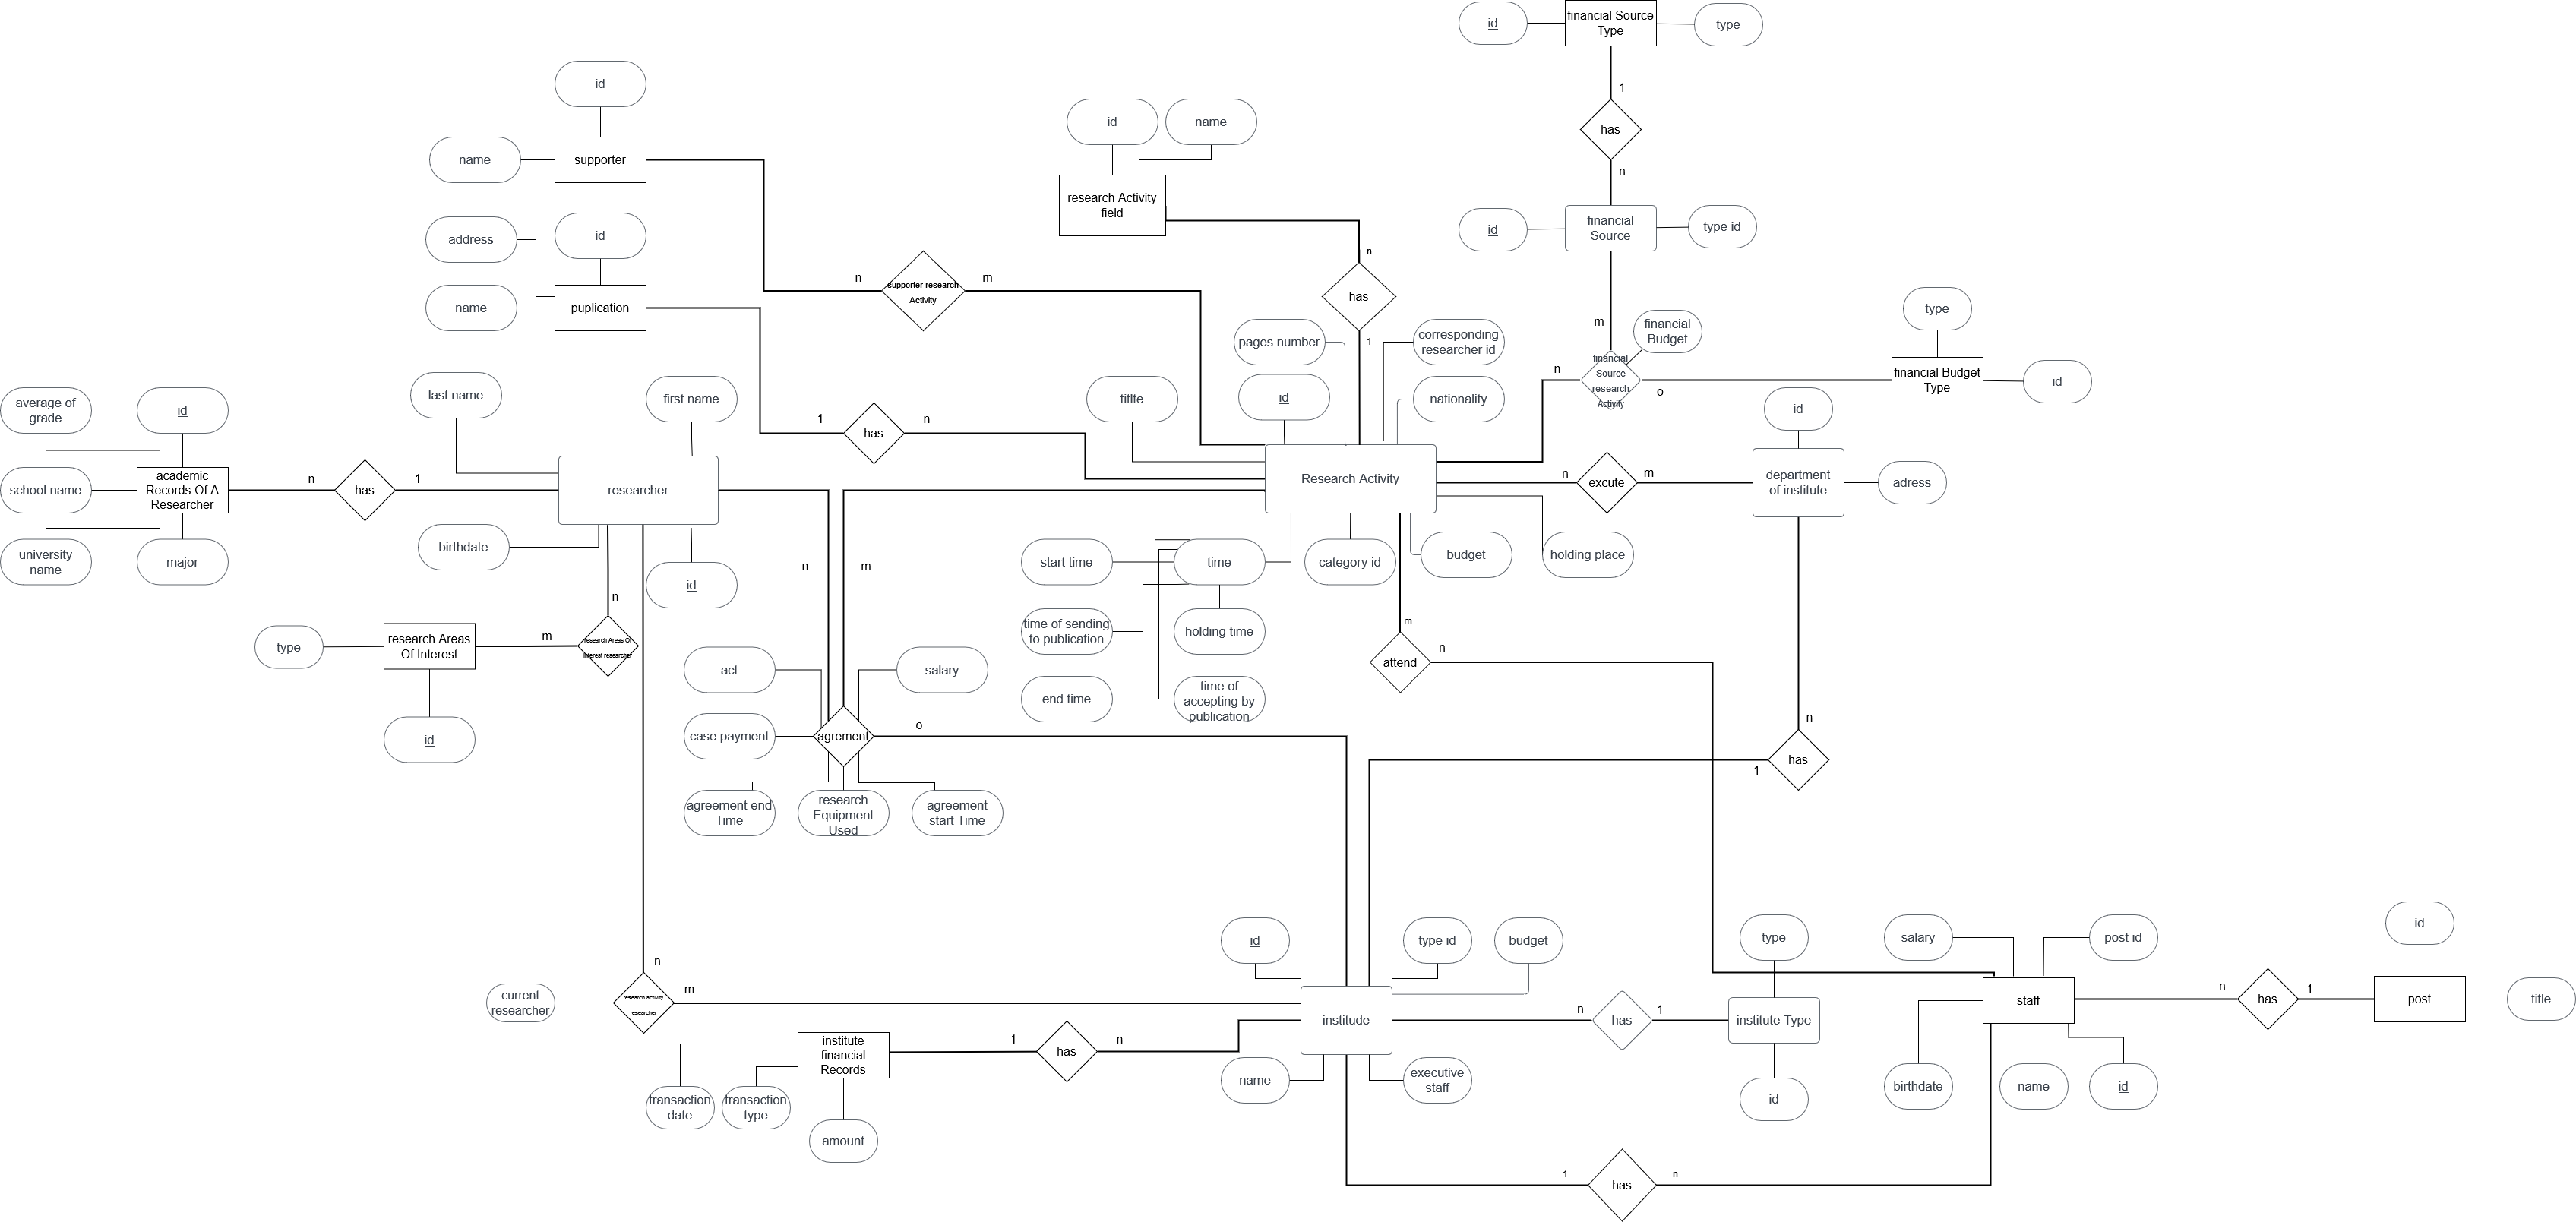 id
financial Source
Type
type
1
has
n
id
supporter
name
id
name
research Activity
field
n
has
1
id
financial
Source
type id
m
financial
Budget
financial
Source
research
Activity
n
o
type
financial Budget
Type
id
address
id
name
puplication
n
supporter research
Activity
m
1
has
n
pages number
id
titlte
corresponding
researcher id
nationality
Research Activity
id
department
of institute
adress
n
excute
m
average of
grade
id
school name
academic
Records Of A
Researcher
university
name
major
n
has
1
last name
first name
researcher
birthdate
id
n
m
start time
time
category id
budget
holding place
time of sending
to publication
holding time
end time
time of
accepting by
publication
m
attend
n
type
research Areas
Of Interest
m
n
research Areas Of
Interest researcher
id
act
salary
case payment
agrement
o
agreement end
Time
research
Equipment
Used
agreement
start Time
n
has
1
n
current
researcher
research activity
researcher
m
id
type id
budget
institude
name
executive
staff
institute
financial
Records
1
has
n
transaction
date
transaction
type
amount
n
has
1
type
institute Type
id
salary
post id
staff
birthdate
name
id
n
has
1
id
post
title
1
has
n